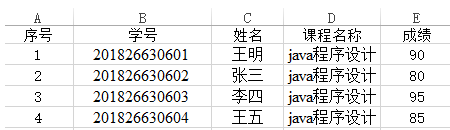 A B C D E
序号 学号 姓名 课程名称 成绩
1 201826630601 王明 java程序设计 90
2 201826630602 张三 java程序设计 80
3 201826630603 李四 java程序设计 95
4 201826630604 王五 java程序设计 85